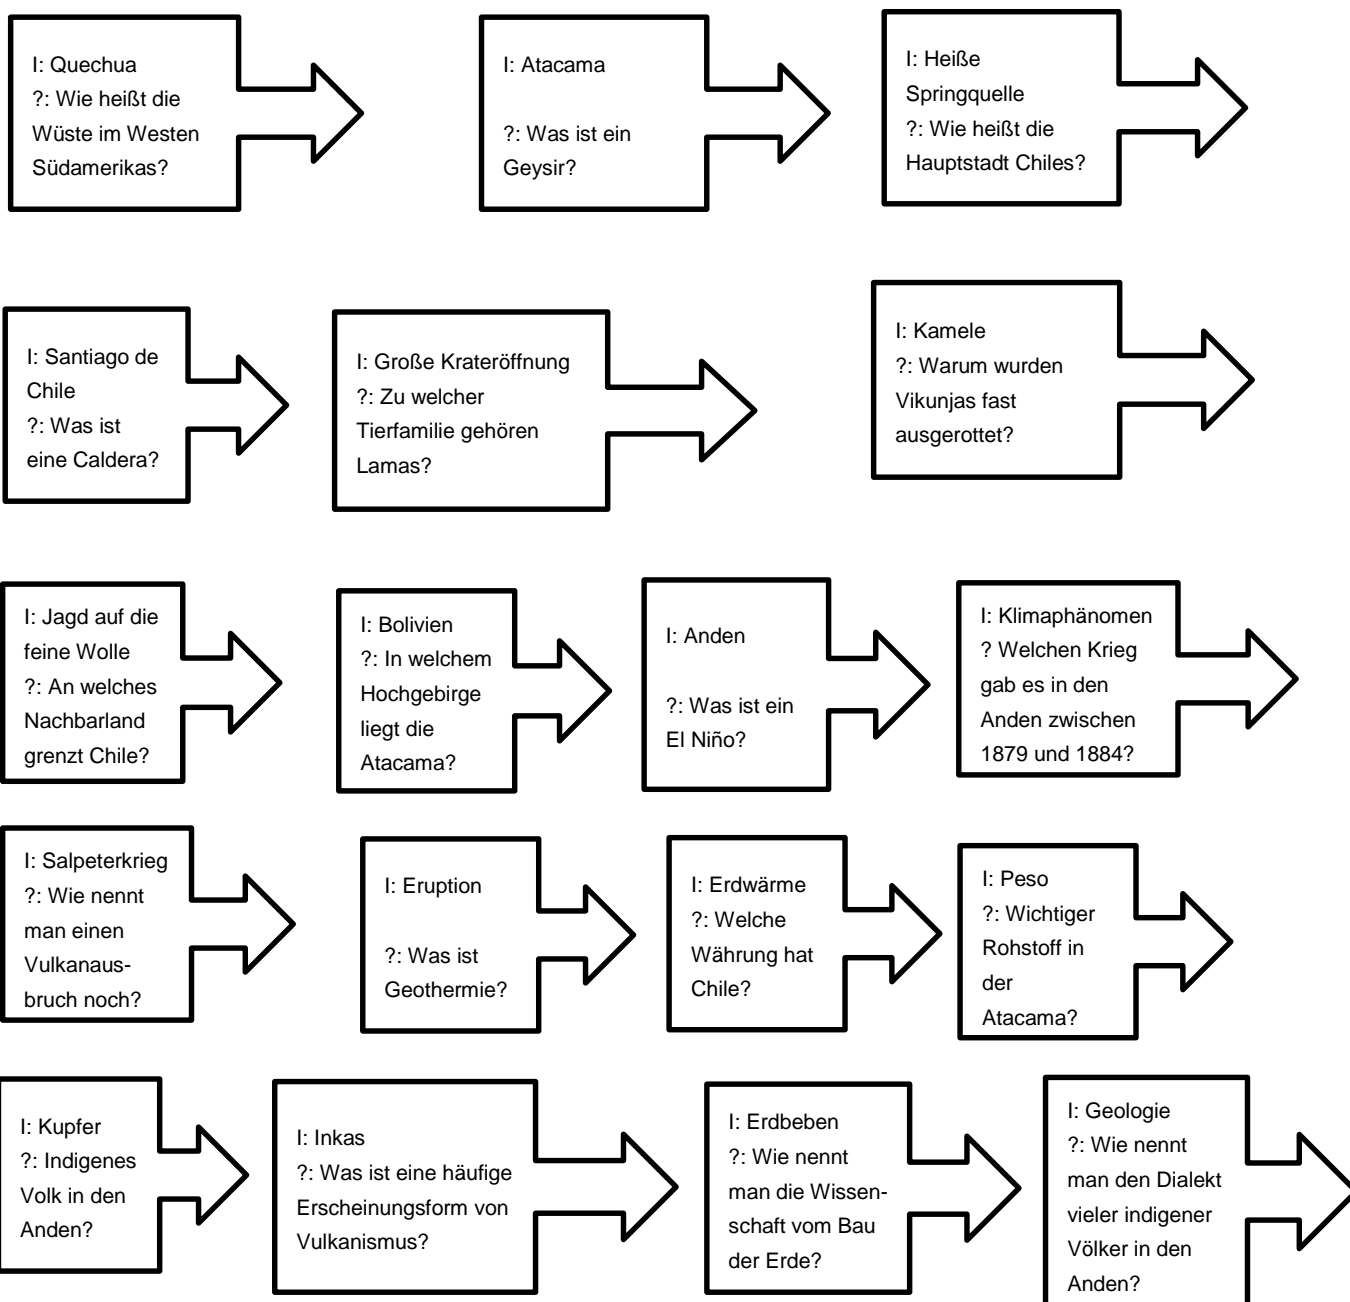 I: Quechua
?: Wie heißt die
Wüste im Westen
Südamerikas?
I: Atacama
?: Was ist ein
Geysir?
I: Heiße
Springquelle
?: Wie heißt die
Hauptstadt Chiles?
I: Santiago de
Chile
?: Was ist
eine Caldera?
I: Große Krateröffnung
?: Zu welcher
Tierfamilie gehören
Lamas?
I: Kamele
?: Warum wurden
Vikunjas fast
ausgerottet?
I: Jagd auf die
feine Wolle
?: An welches
Nachbarland
grenzt Chile?
I: Bolivien
?: In welchem
Hochgebirge
liegt die
Atacama?
I: Anden
?: Was ist ein
El Niño?
I: Klimaphänomen
? Welchen Krieg
gab es in den
Anden zwischen
1879 und 1884?
I: Salpeterkrieg
?: Wie nennt
man einen
Vulkanaus-
bruch noch?
I: Eruption
?: Was ist
Geothermie?
I: Erdwärme
?: Welche
Währung hat
Chile?
I: Peso
?: Wichtiger
Rohstoff in
der
Atacama?
I: Kupfer
?: Indigenes
Volk in den
Anden?
I: Inkas
?: Was ist eine häufige
Erscheinungsform von
Vulkanismus?
I: Erdbeben
?: Wie nennt
man die Wissen-
schaft vom Bau
der Erde?
I: Geologie
?: Wie nennt
man den Dialekt
vieler indigener
Völker in den
Anden?